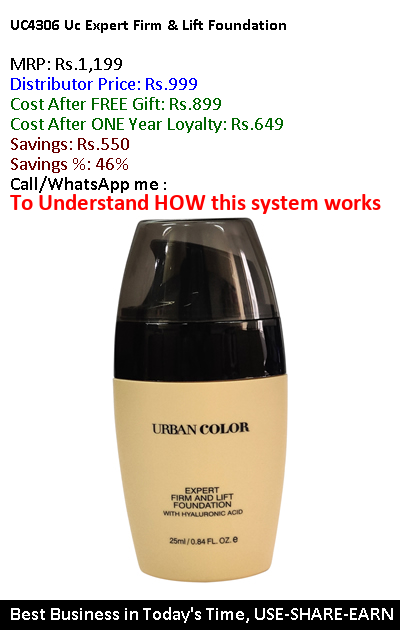 UC4306 Uc Expert Firm & Lift Foundation
MRP: Rs.1,199
Distributor Price: Rs.999
Cost After FREE Gift: Rs.899
Cost After ONE Year Loyalty: Rs.649
Savings: Rs.550
Savings %: 46%
Call/WhatsApp me :
To Understand HOW this system works
URBAN COLOR
EXPERT
FIRM AND LIFT
FOUNDATION
WITH HYALURONIC ACID
25ml / 0.84 FL. OZ. e
Best Business in Today's Time, USE-SHARE-EARN